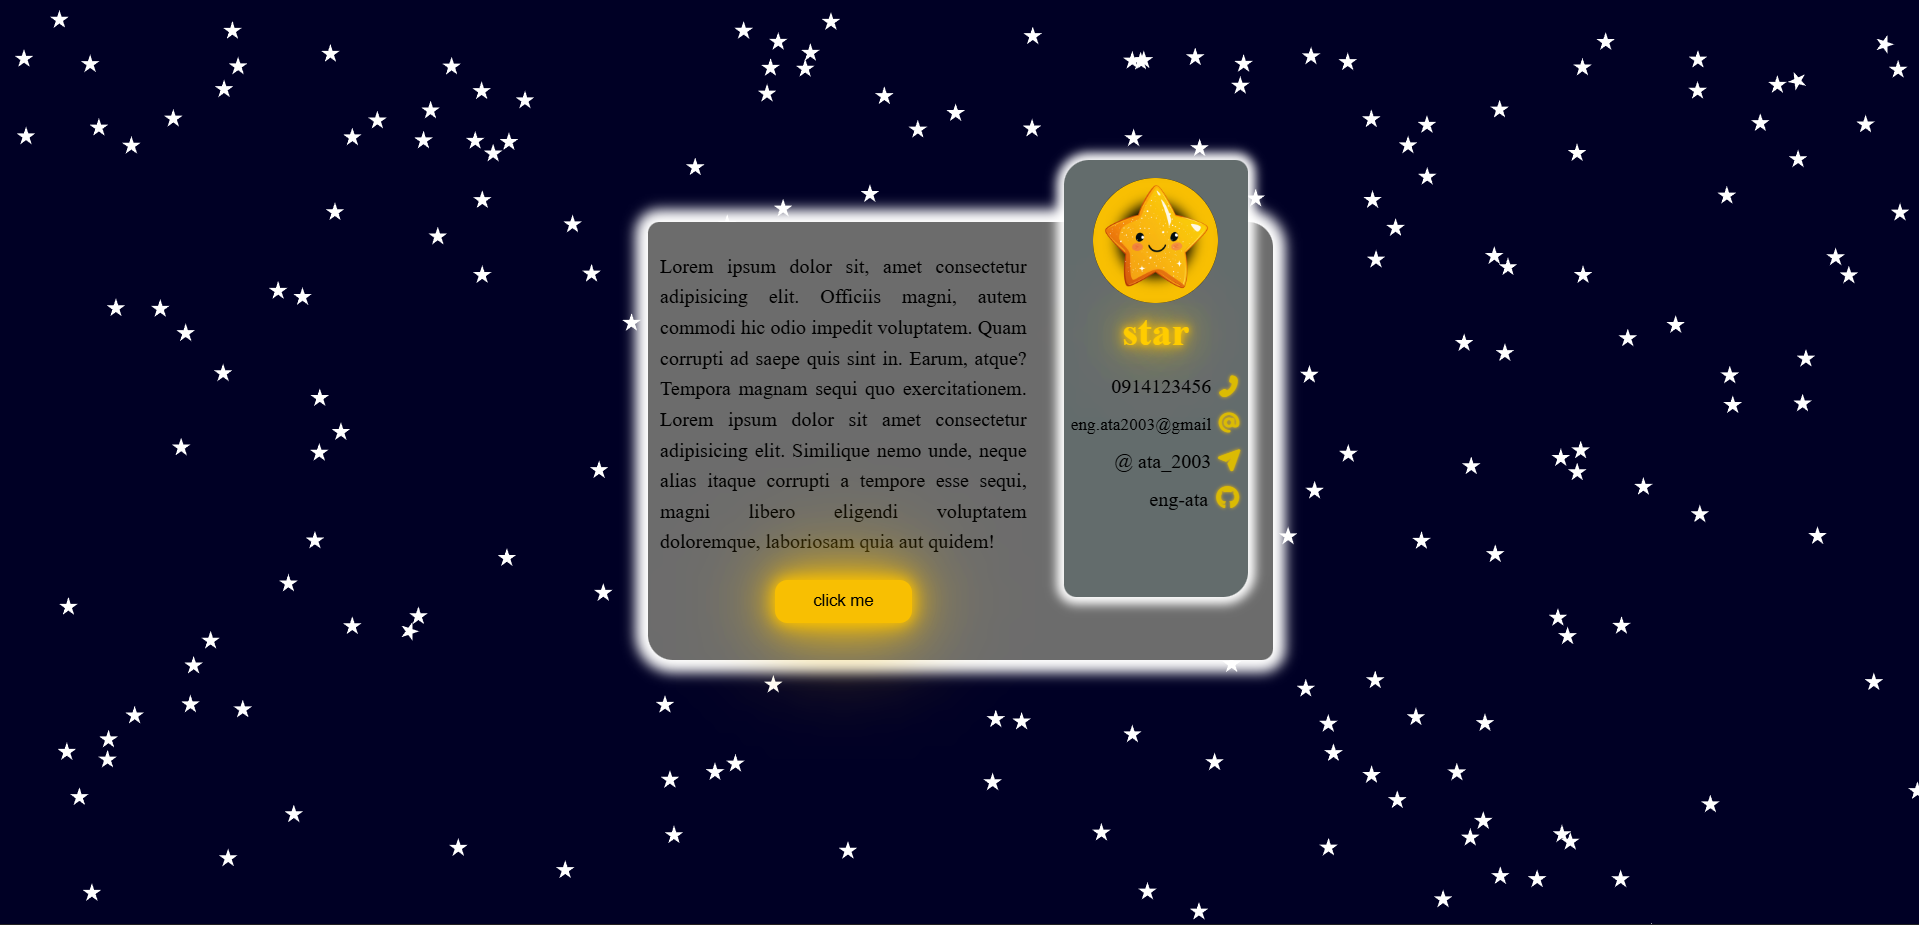 Lorem ipsum dolor sit, amet consectetur
adipisicing elit. Officiis magni, autem
commodi hic odio impedit voluptatem. Quam
corrupti ad saepe quis sint in. Earum, atque?
Tempora magnam sequi quo exercitationem.
Lorem ipsum dolor sit amet consectetur
adipisicing elit. Similique nemo unde, neque
alias itaque corrupti a tempore esse sequi,
magni libero eligendi voluptatem
doloremque, laboriosam quia aut quidem!
click me
star
0914123456
eng.ata2003@gmail
@ ata_2003
eng-ata